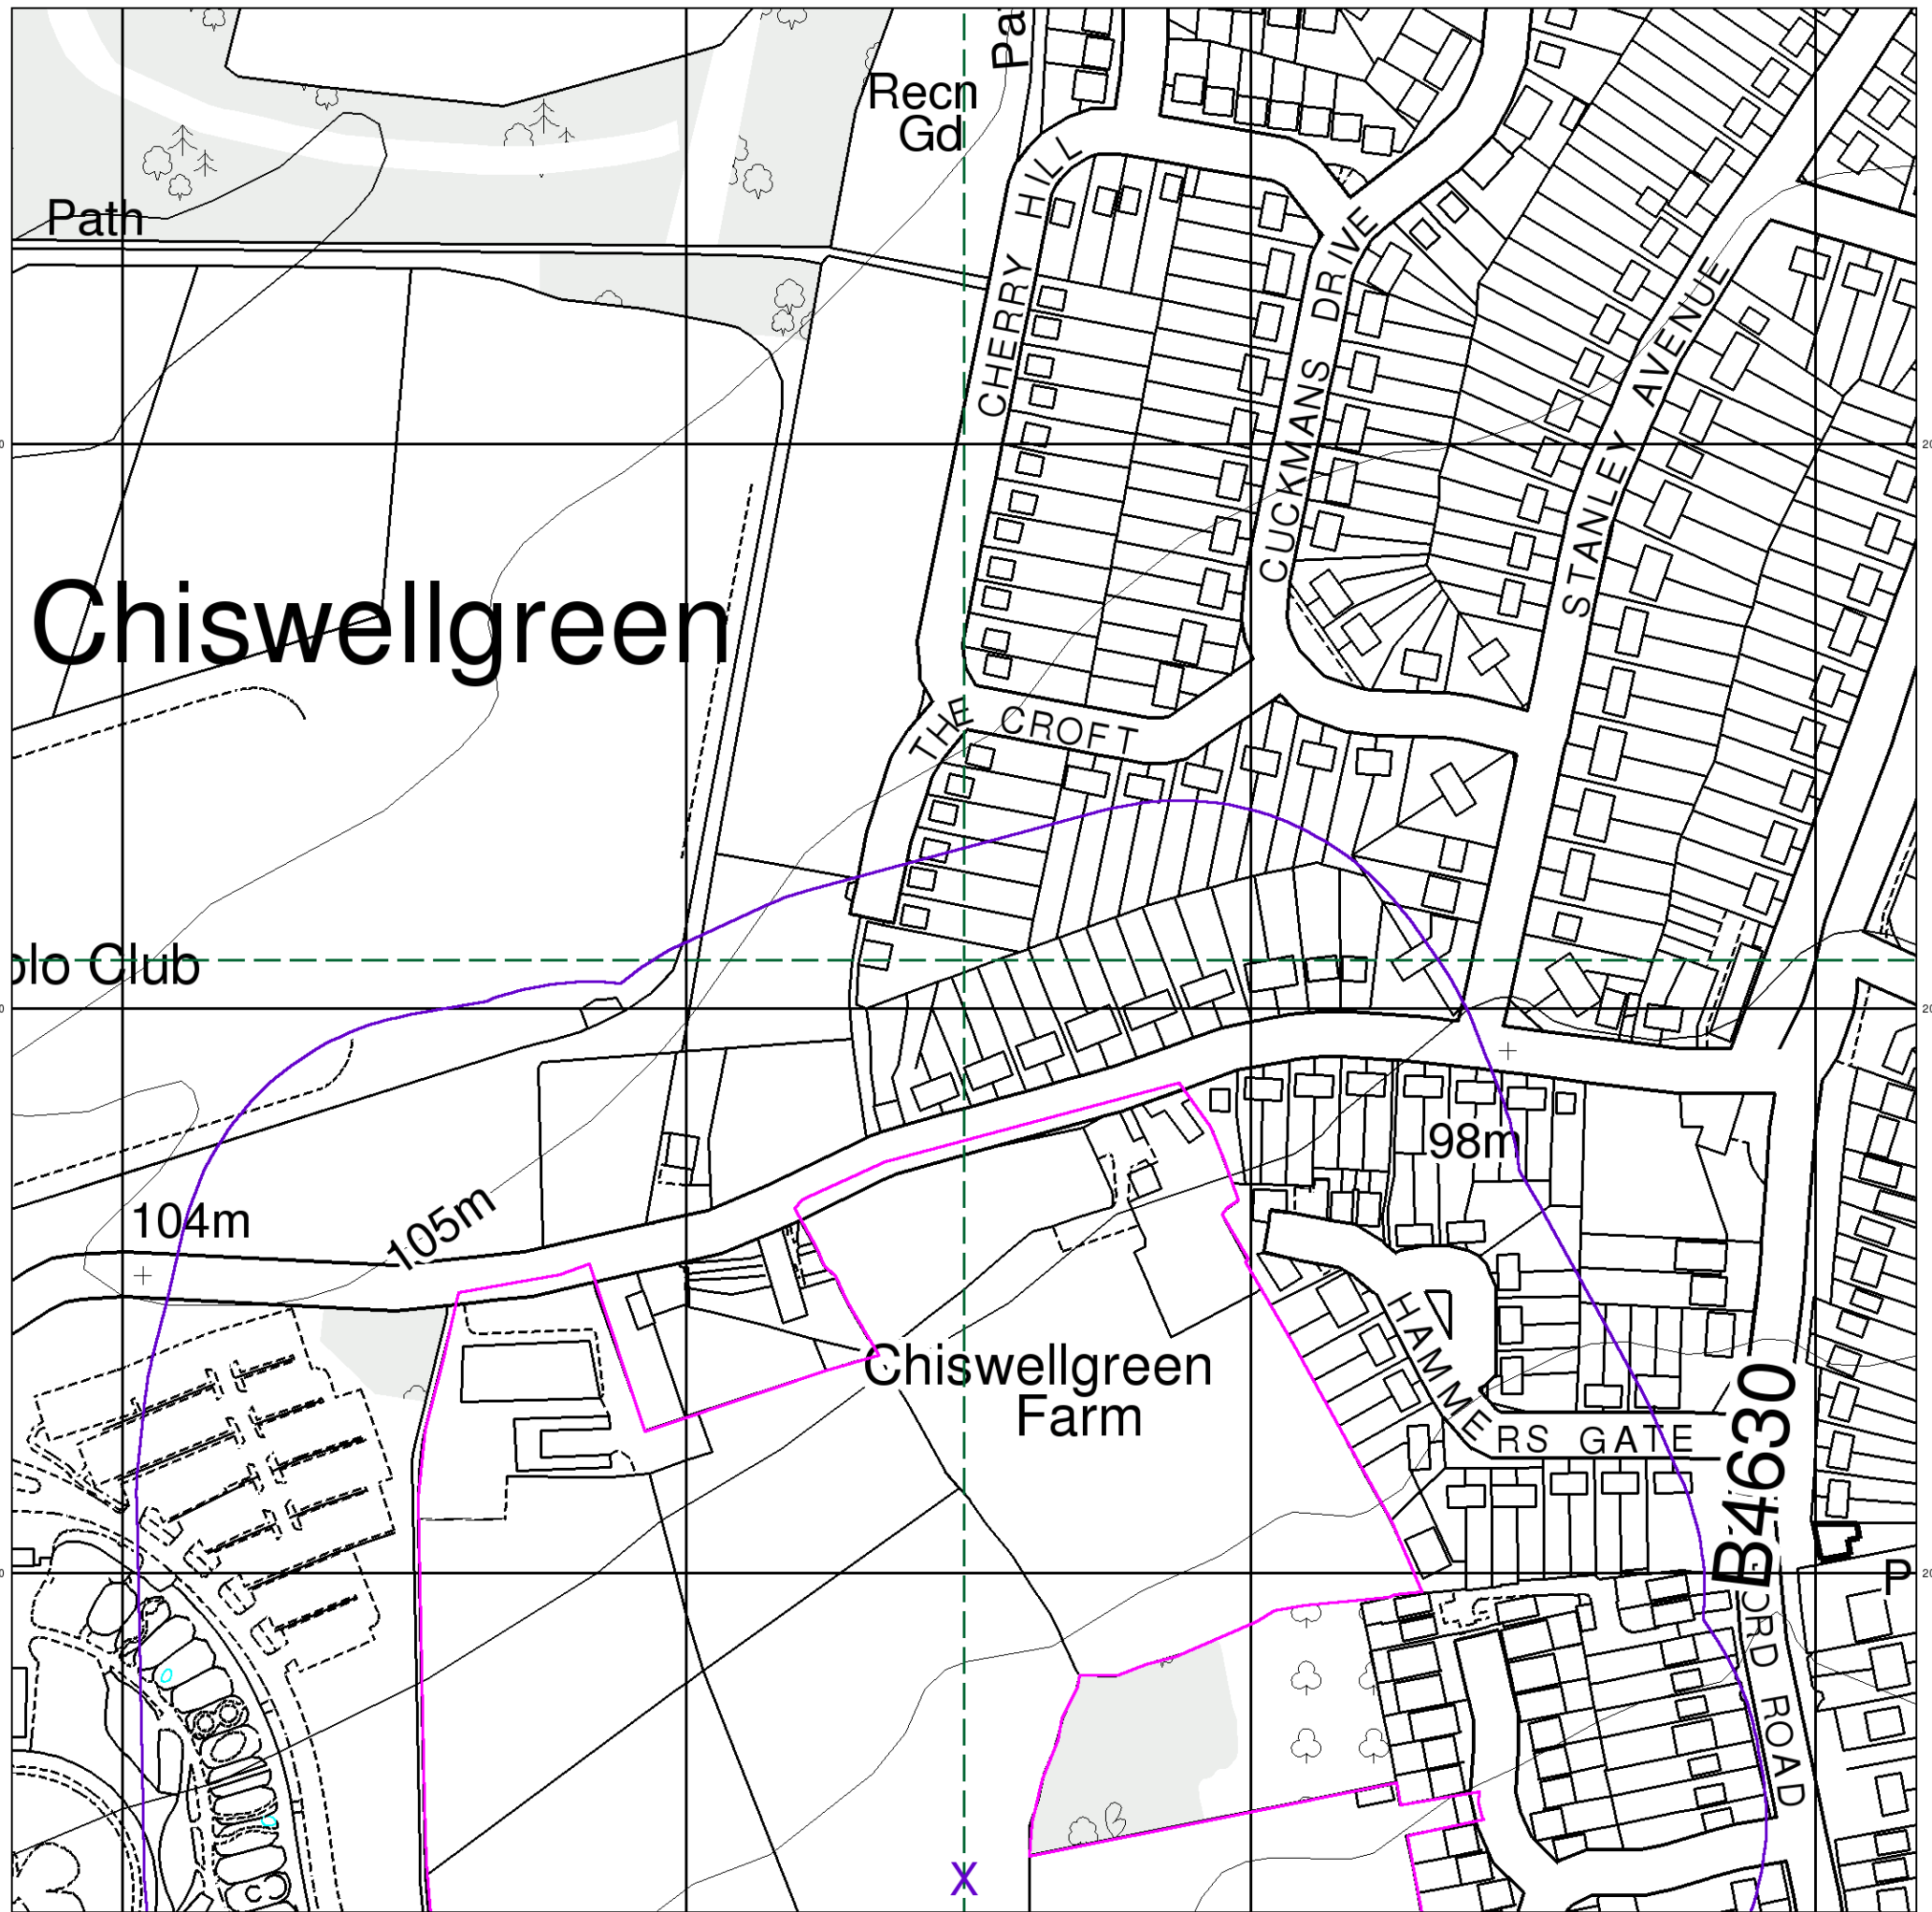 Pa
Recn
Gd
Path
CHERRY HILL
CUCKMANS DRIVE
STANLEY AVENUE
Chiswellgreen
THE CROFT
olo Club
98m
104m
105m
Chiswellgreen
Farm
HAMMERS GATE
B4630
P
ORD ROAD
X